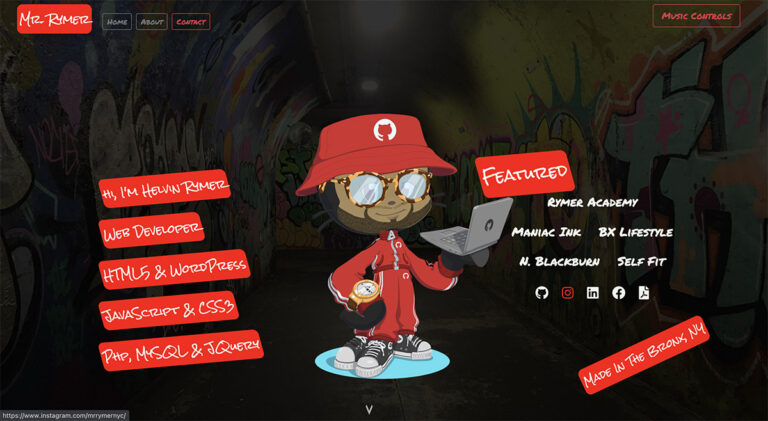 Mr Rymer
Home
About
Contact
Music Controls
Hi, I'm Helvin Rymer
Web Developer
HTML5 & WordPress
JavaScript & CSS3
Php, MySQL & JQuery
Featured
Rymer Academy
Maniac Ink BX Lifestyle
N. Blackburn Self Fit
Made In The Bronx, NY
https://www.instagram.com/mrrymernyc/